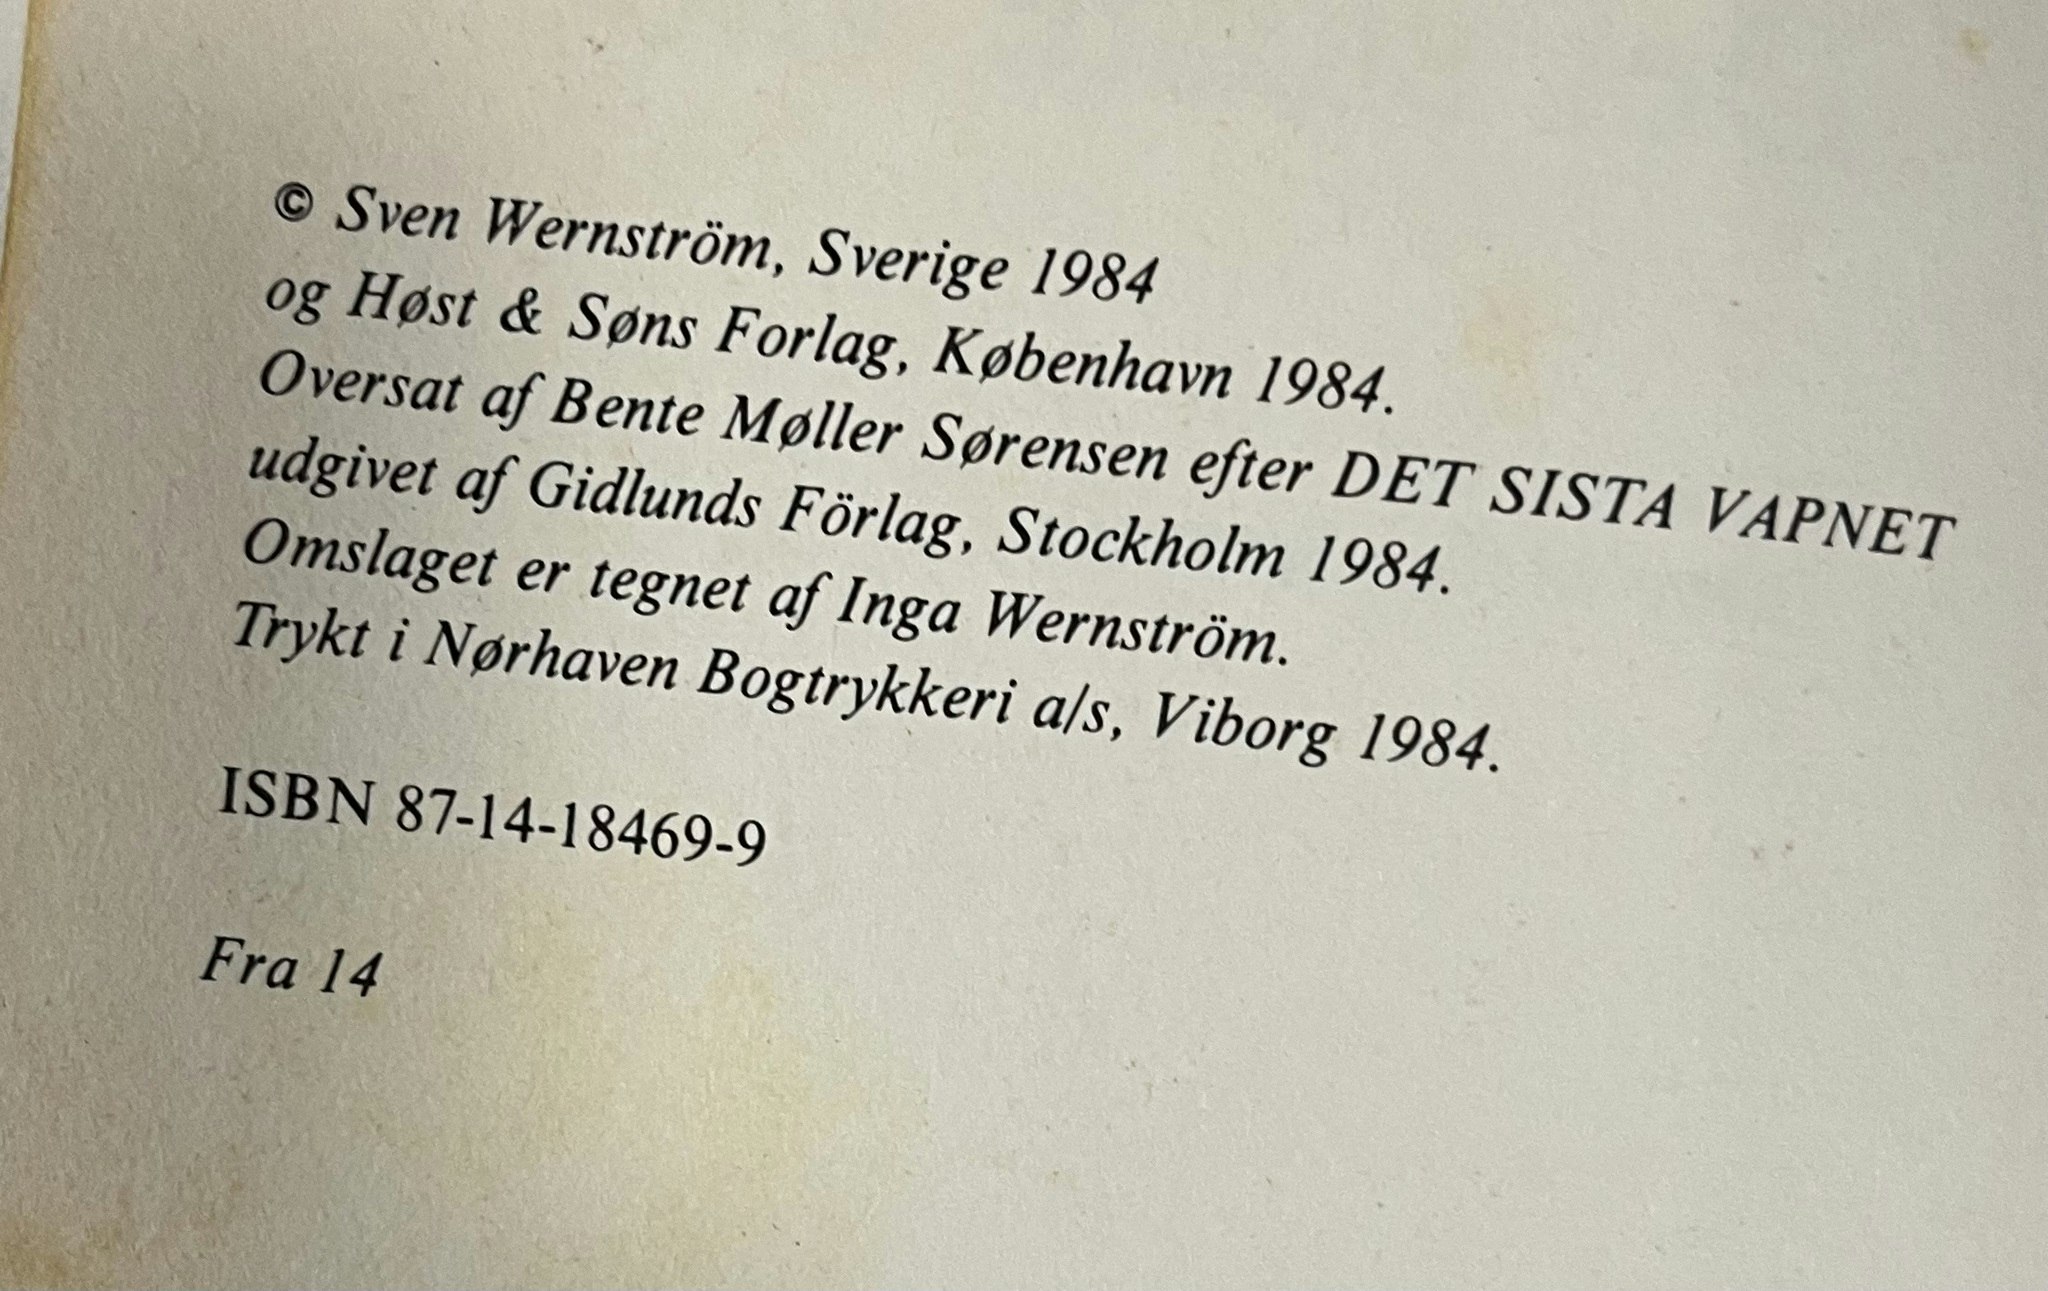 © Sven Wernström, Sverige 1984
og Høst & Søns Forlag, København 1984.
Oversat af Bente Møller Sørensen efter DET SISTA VAPNET
udgivet af Gidlunds Förlag, Stockholm 1984.
Omslaget er tegnet af Inga Wernström.
Trykt i Nørhaven Bogtrykkeri a/s, Viborg 1984.
ISBN 87-14-18469-9
Fra 14